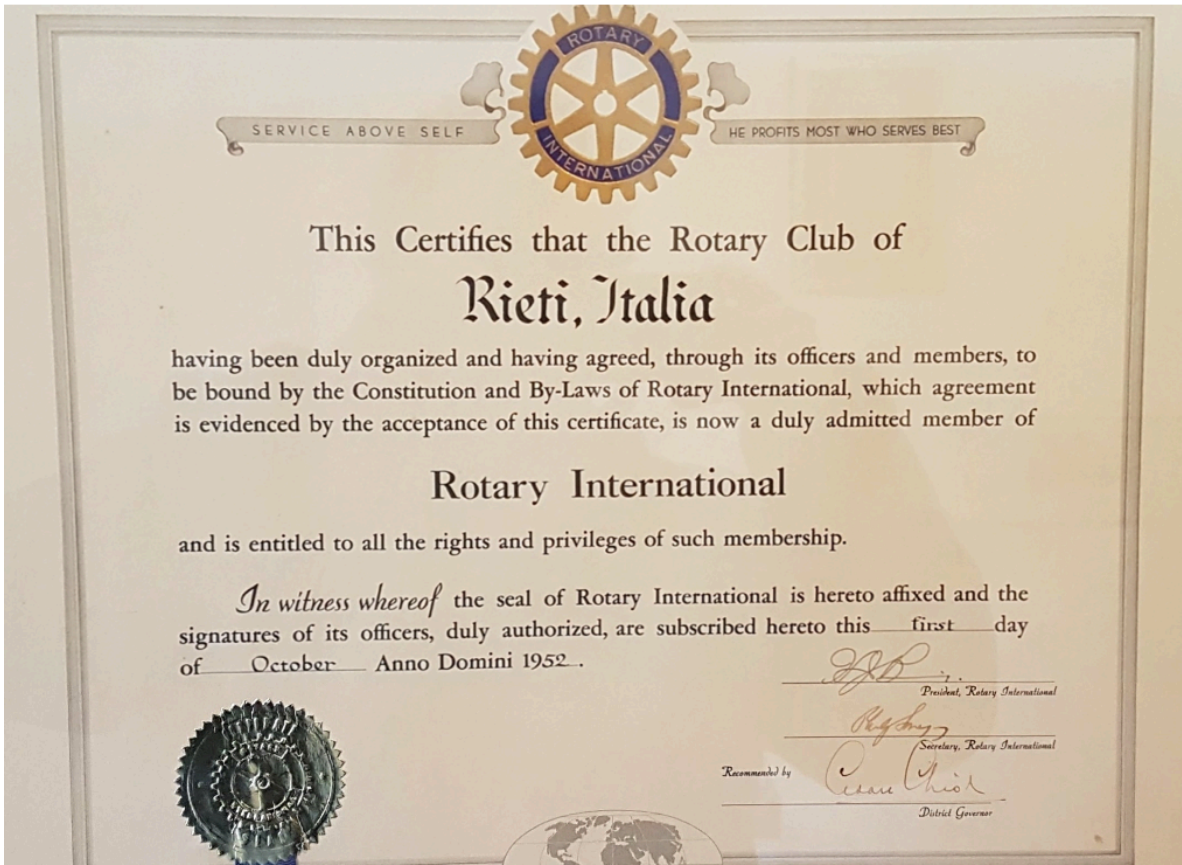 ROTARY
INTERNATIONAL
SERVICE ABOVE SELF
HE PROFITS MOST WHO SERVES BEST
This Certifies that the Rotary Club of
Rieti, Italia
having been duly organized and having agreed, through its officers and members, to
be bound by the Constitution and By-Laws of Rotary International, which agreement
is evidenced by the acceptance of this certificate, is now a duly admitted member of
Rotary International
and is entitled to all the rights and privileges of such membership.
In witness whereof the seal of Rotary International is hereto affixed and the
signatures of its officers, duly authorized, are subscribed hereto this first day
of October Anno Domini 1952.
President, Rotary International
Secretary, Rotary International
Recommended by
District Governor